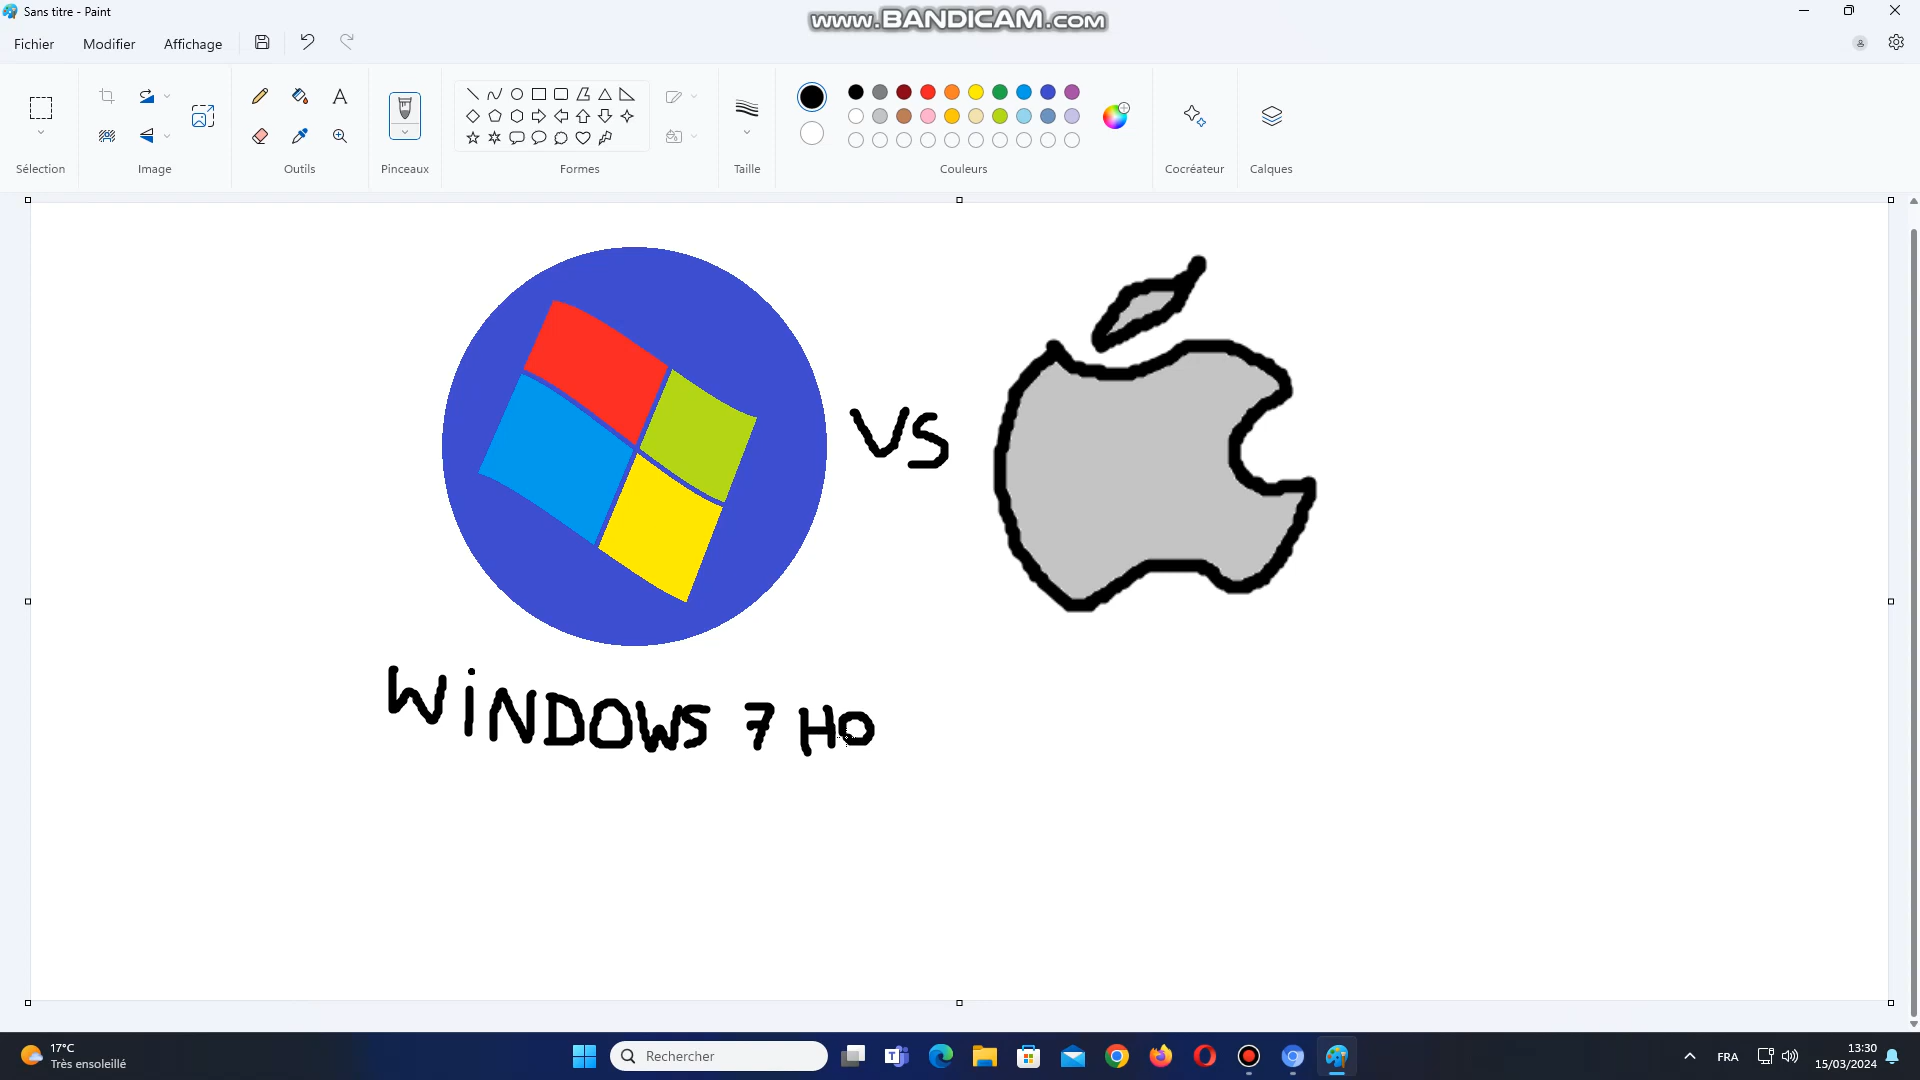 Sans titre - Paint
www.BANDICAM.com
Fichier Modifier Affichage
Sélection Image Outils Pinceaux Formes Taille Couleurs Cocréateur Calques
VS
WiNDOWS 7 HO
17°C
Très ensoleillé
Rechercher
FRA
13:30
15/03/2024